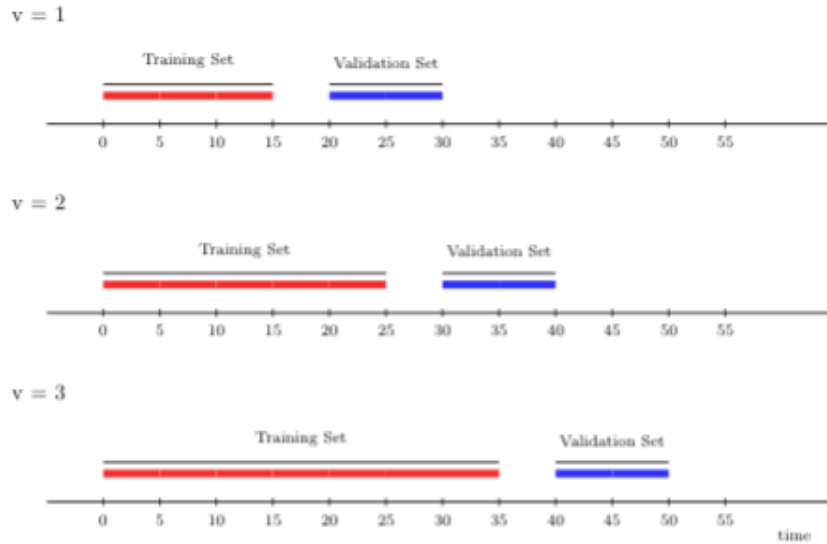 v = 1
Training Set
Validation Set
0 5 10 15 20 25 30 35 40 45 50 55
v = 2
Training Set
Validation Set
0 5 10 15 20 25 30 35 40 45 50 55
v = 3
Training Set
Validation Set
0 5 10 15 20 25 30 35 40 45 50 55
time